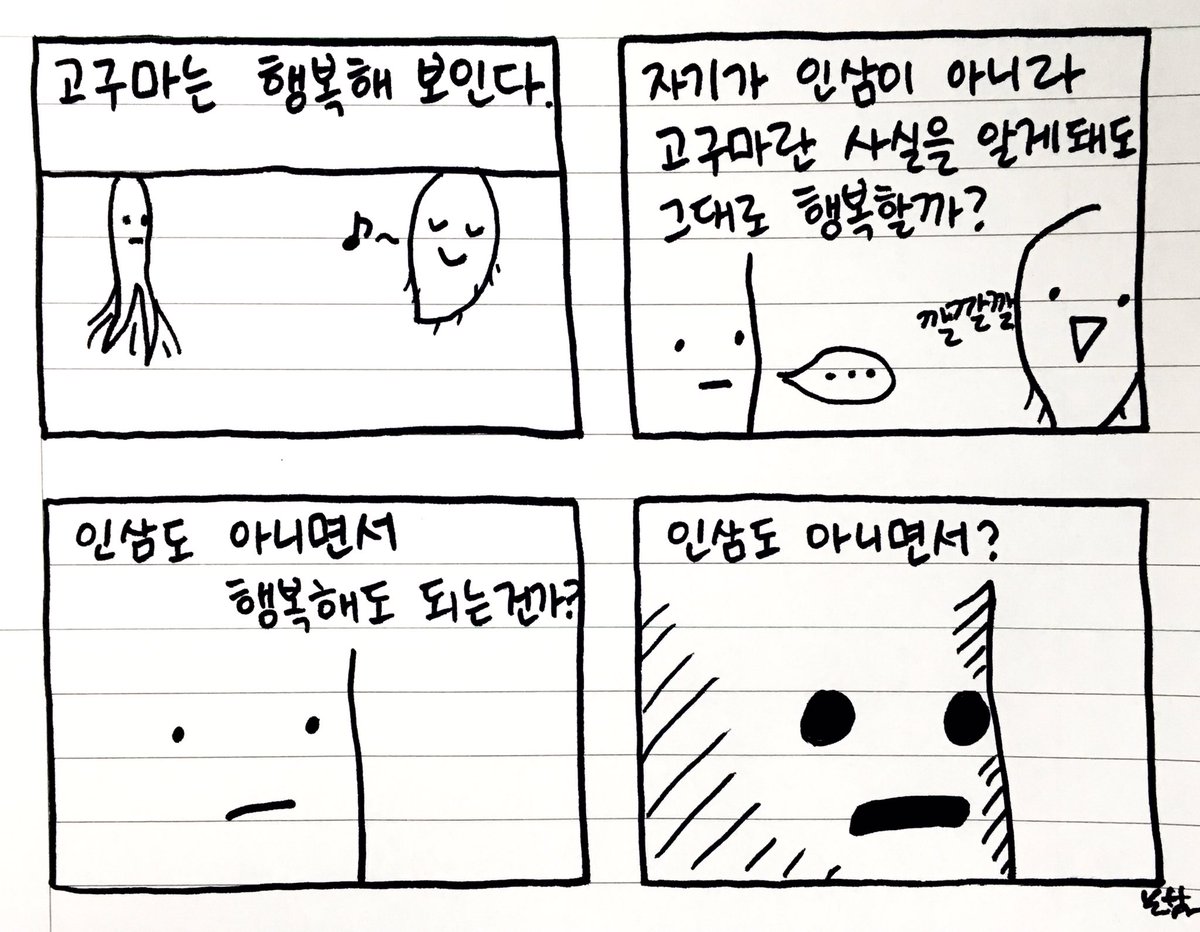 고구마는 행복해 보인다.
자기가 인삼이 아니라
고구마란 사실을 알게돼도
그대로 행복할까?
깔깔깔
...
인삼도 아니면서
행복해도 되는건가?
인삼도 아니면서?